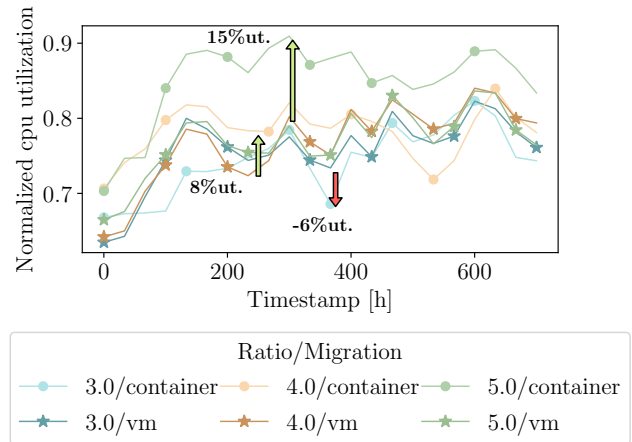 15%ut.
0.9
0.8
0.7
Normalized cpu utilization
8%ut.
-6%ut.
0 200 400 600
Timestamp [h]
Ratio/Migration
3.0/container 4.0/container 5.0/container
3.0/vm 4.0/vm 5.0/vm